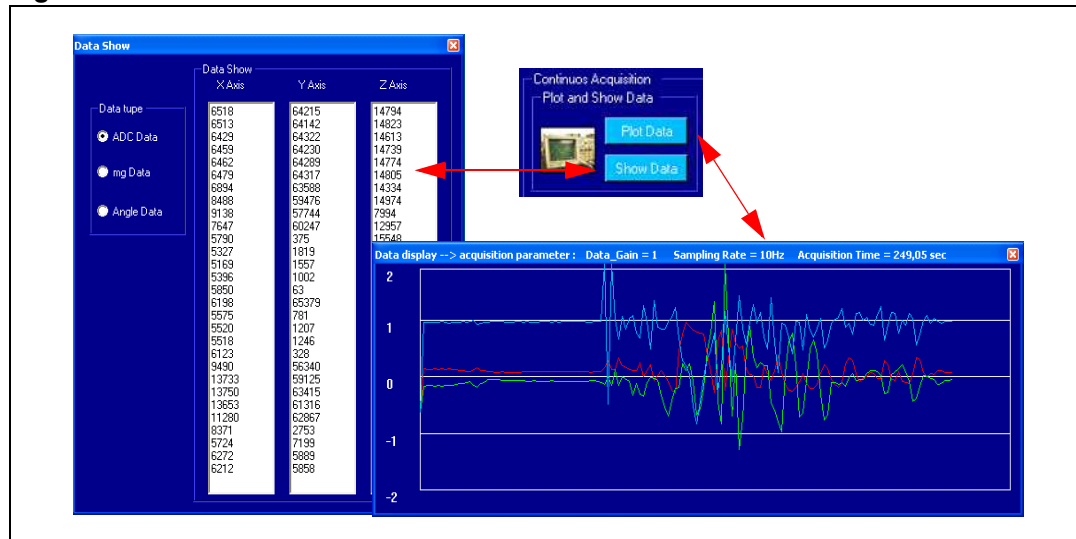 Data Show
Data Show
X Axis Y Axis Z Axis
Data tupe
ADC Data
mg Data
Angle Data
6518 64215 14794
6513 64142 14823
6429 64322 14613
6459 64230 14739
6462 64289 14774
6479 64317 14805
6894 63588 14334
8488 59476 14974
9138 57744 7994
7647 60247 12957
5790 375 15548
5327 1819
5169 1557
5396 1002
5850 63
6198 65379
5575 781
5520 1207
5518 1246
6123 328
9490 56340
13733 59125
13750 63415
13653 61316
11280 62867
8371 2753
5724 7199
6272 5889
6212 5858
Continuos Acquisition
Plot and Show Data
Plot Data
Show Data
Data display --> acquisition parameter : Data_Gain = 1 Sampling Rate = 10Hz Acquisition Time = 249,05 sec
2
1
0
-1
-2